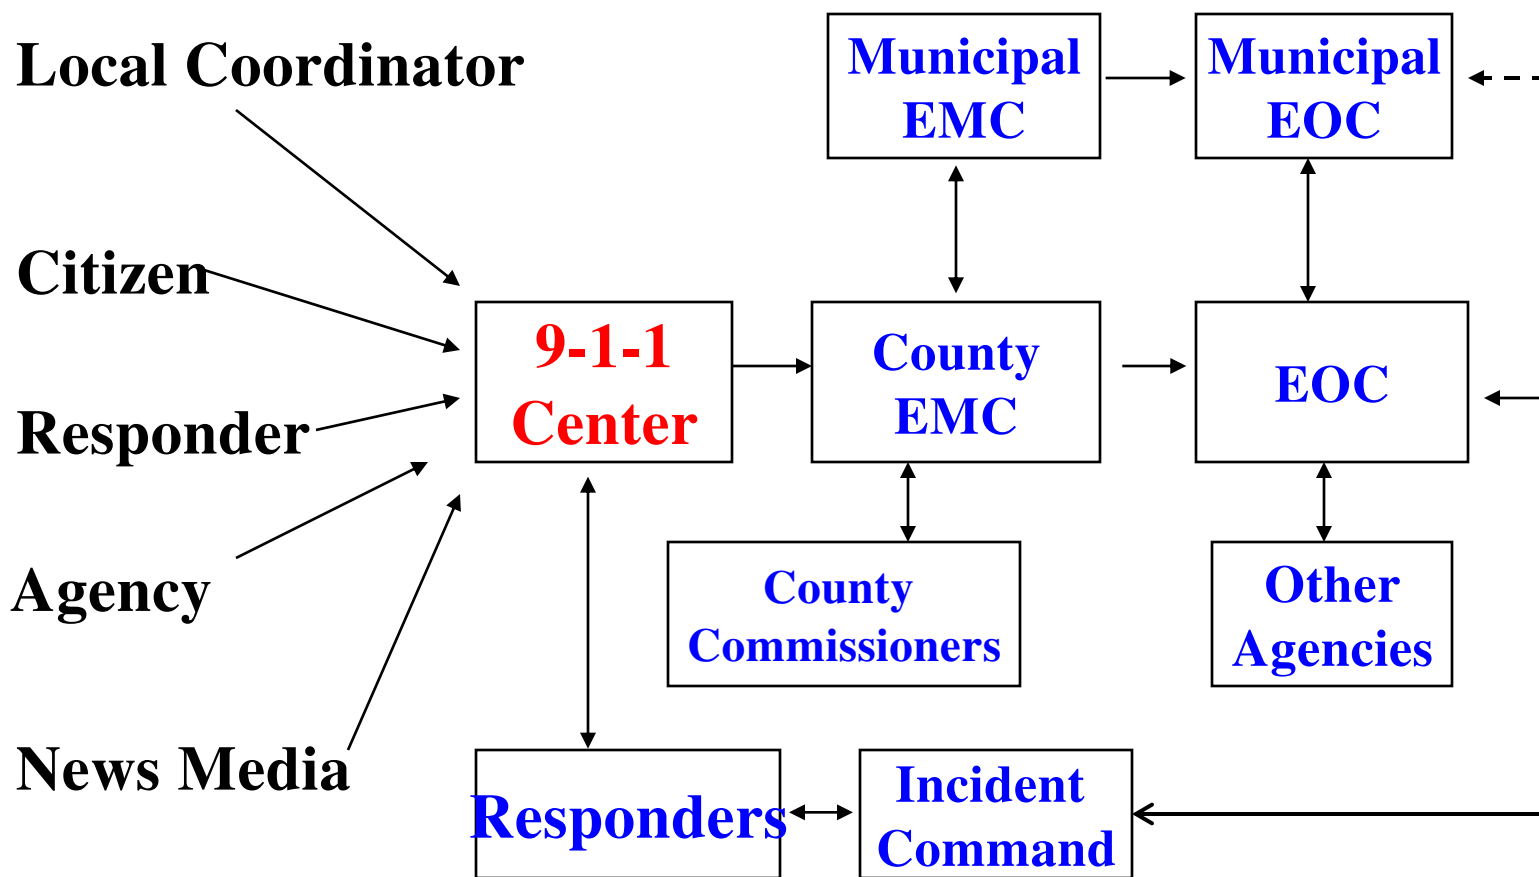 Local Coordinator
Municipal
EMC
Municipal
EOC
Citizen
9-1-1
Center
County
EMC
EOC
Responder
Agency
County
Commissioners
Other
Agencies
News Media
Responders
Incident
Command